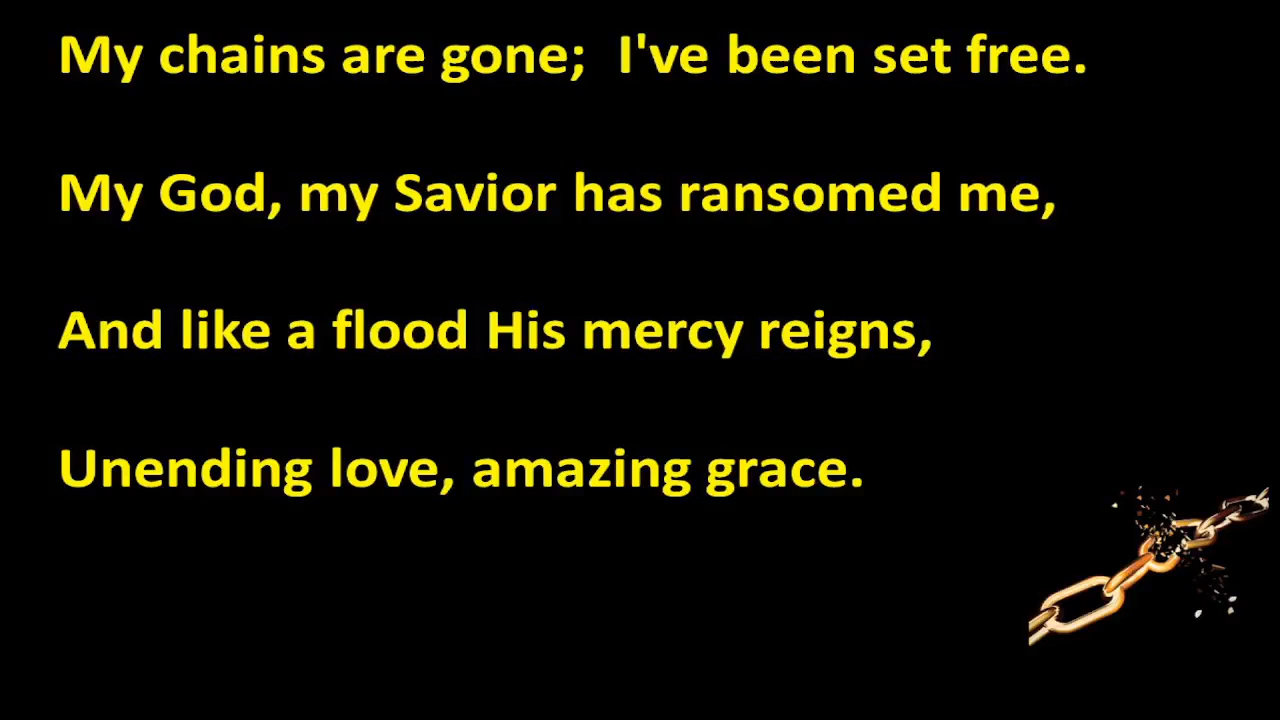 My chains are gone;  I've been set free.
My God, my Savior has ransomed me,
And like a flood His mercy reigns,
Unending love, amazing grace.